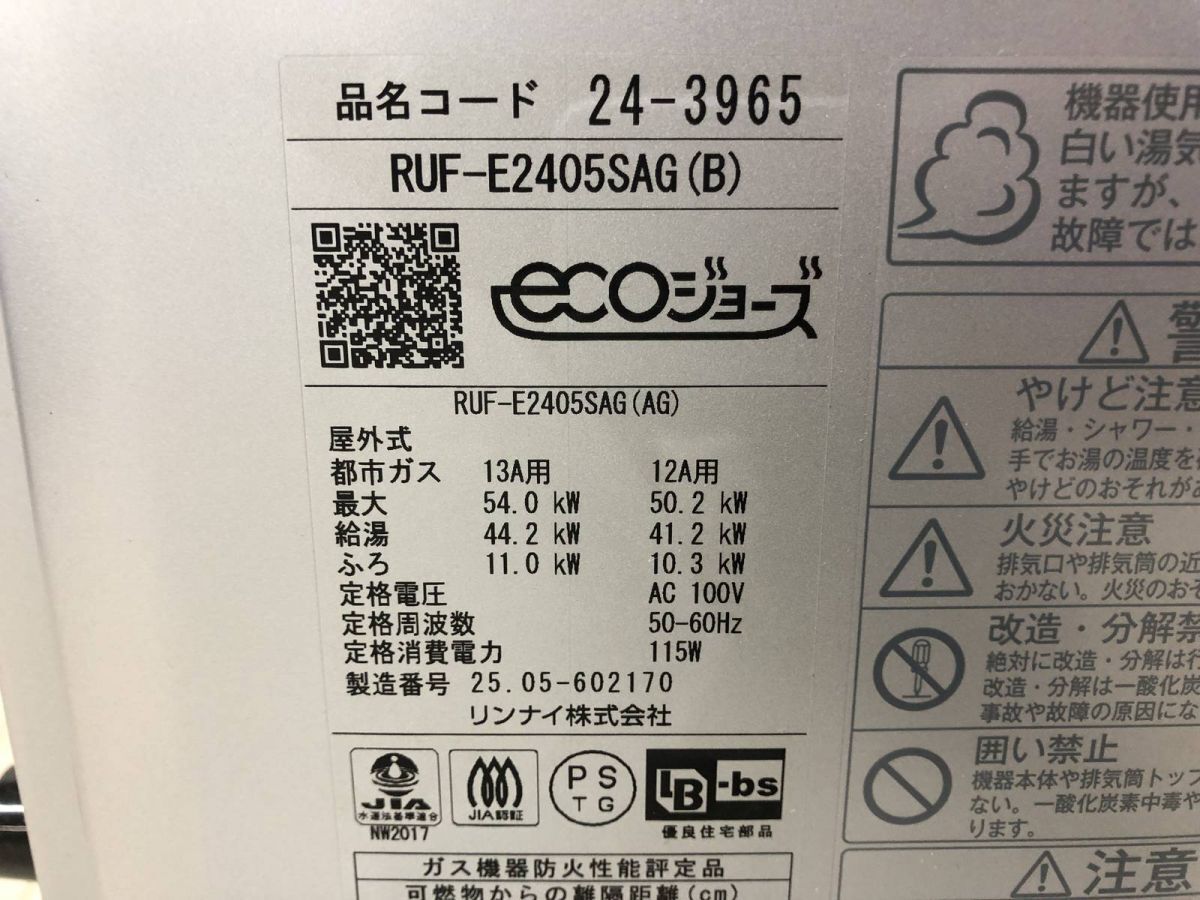 品名コード 24-3965
RUF-E2405SAG(B)
ecoジョーズ
RUF-E2405SAG(AG)
屋外式
都市ガス 13A用 12A用
最大 54.0 kW 50.2 kW
給湯 44.2 kW 41.2 kW
ふろ 11.0 kW 10.3 kW
定格電圧 AC 100V
定格周波数 50-60Hz
定格消費電力 115W
製造番号 25.05-602170
リンナイ株式会社
JIA
水道法基準適合
NW2017
JIA認証
PS
TG
LB-bs
優良住宅部品
ガス機器防火性能評定品
可燃物からの離隔距離(cm)
機器使用
白い湯気
ますが、
故障では
警
やけど注意
給湯・シャワー・
手でお湯の温度を
やけどのおそれが
火災注意
排気口や排気筒の近
おかない。火災のおそ
改造・分解禁
絶対に改造・分解は行
改造・分解は一酸化炭
事故や故障の原因にな
囲い禁止
機器本体や排気筒トップ
ない。一酸化炭素中毒や
ります。
注意